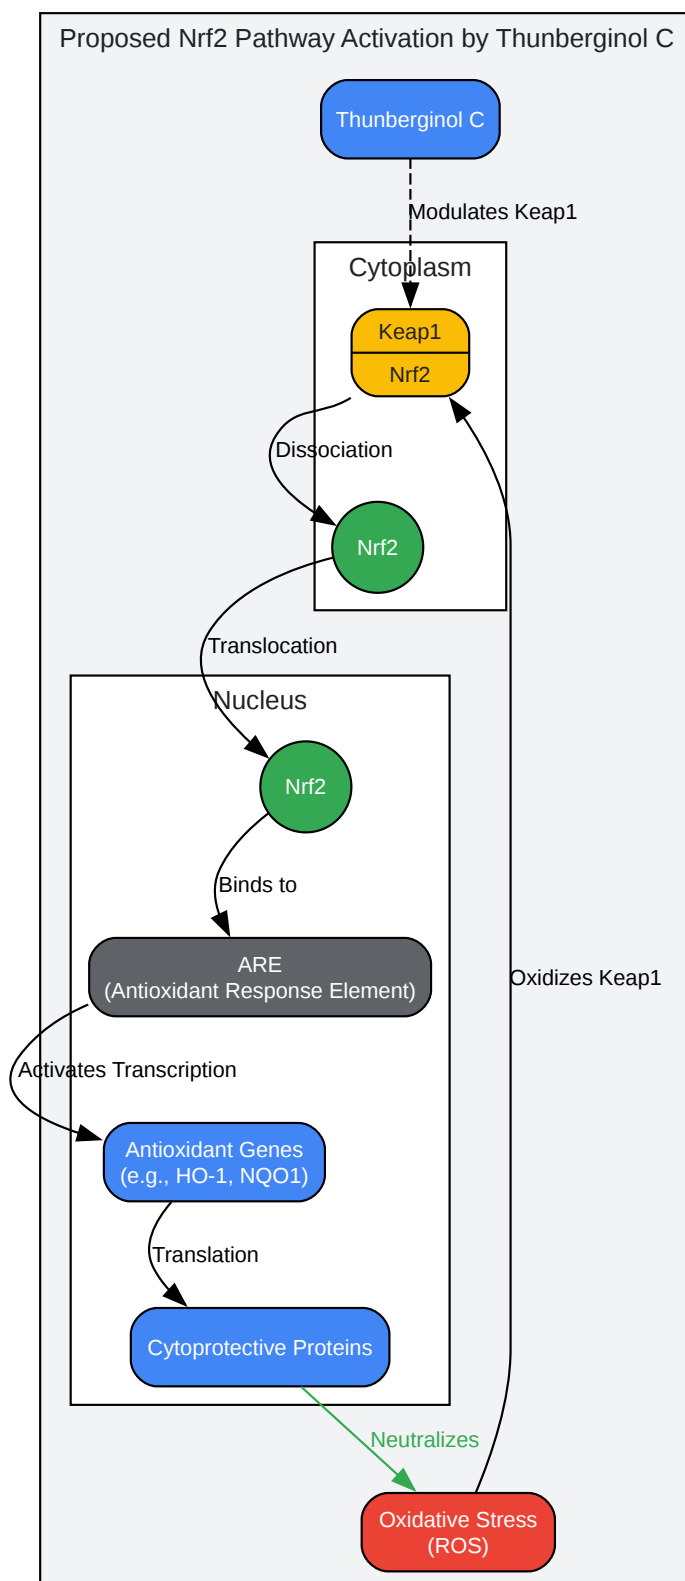 Proposed Nrf2 Pathway Activation by Thunberginol C
Thunberginol C
Modulates Keap1
Cytoplasm
Keap1
Nrf2
Dissociation
Nrf2
Translocation
Nucleus
Nrf2
Binds to
ARE
(Antioxidant Response Element)
Oxidizes Keap1
Activates Transcription
Antioxidant Genes
(e.g., HO-1, NQO1)
Translation
Cytoprotective Proteins
Neutralizes
Oxidative Stress
(ROS)